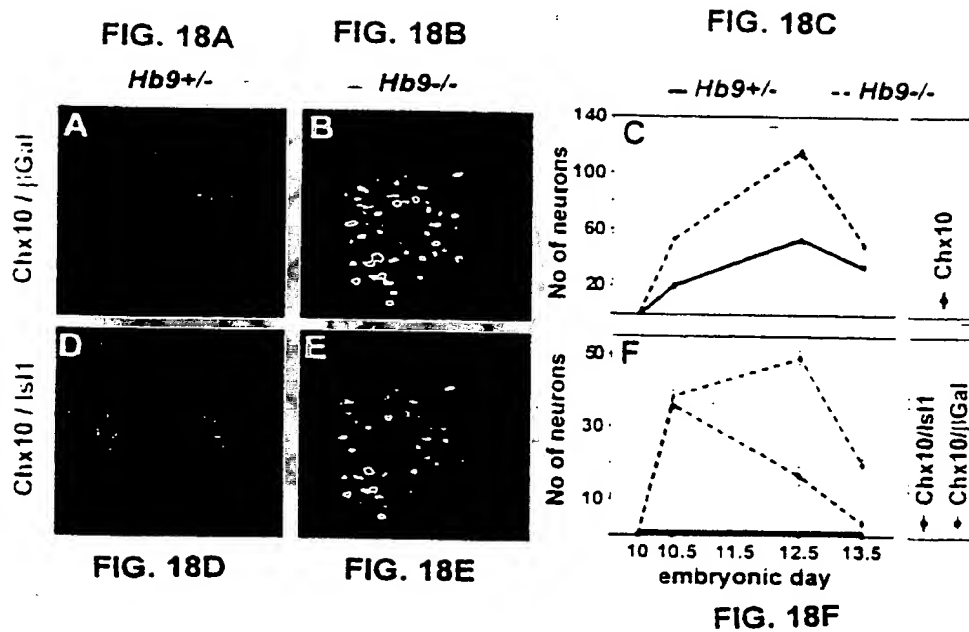 FIG. 18A
FIG. 18B
FIG. 18C
Hb9+/-
– Hb9-/-
– Hb9+/-
-- Hb9-/-
Chx10 / βGal
A
B
C
140
100
60
20
No of neurons
Chx10
Chx10 / Isl1
D
E
F
50
30
10
No of neurons
Chx10/Isl1
Chx10/βGal
10 10.5 11.5 12.5 13.5
embryonic day
FIG. 18D
FIG. 18E
FIG. 18F